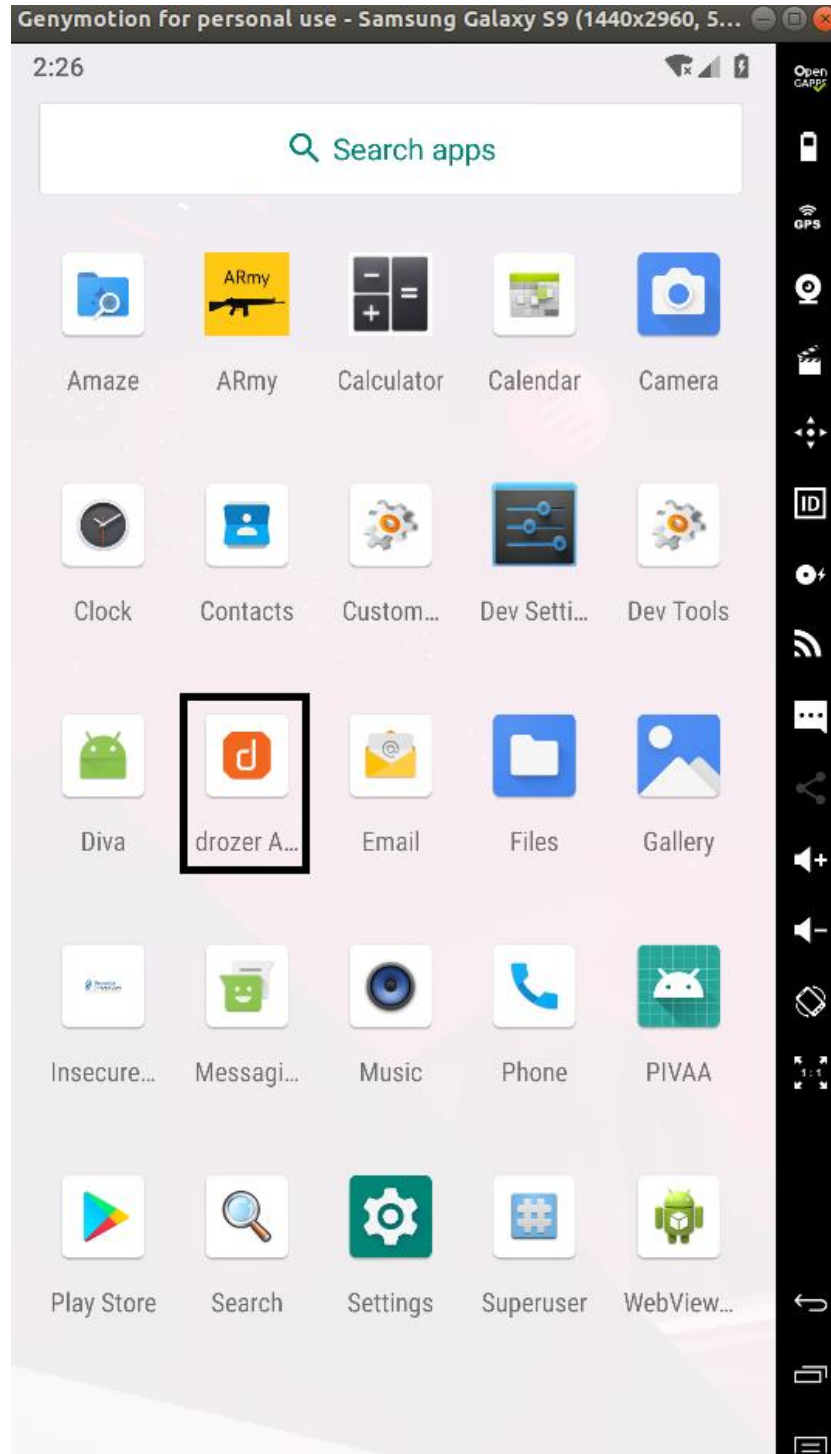 Genymotion for personal use - Samsung Galaxy S9 (1440x2960, 5...
2:26
Open
GAPPS
Search apps
GPS
ARmy
Amaze
ARmy
Calculator
Calendar
Camera
ID
Clock
Contacts
Custom...
Dev Setti...
Dev Tools
d
Diva
drozer A...
Email
Files
Gallery
Insecure...
Messagi...
Music
Phone
PIVAA
1:1
Play Store
Search
Settings
Superuser
WebView...